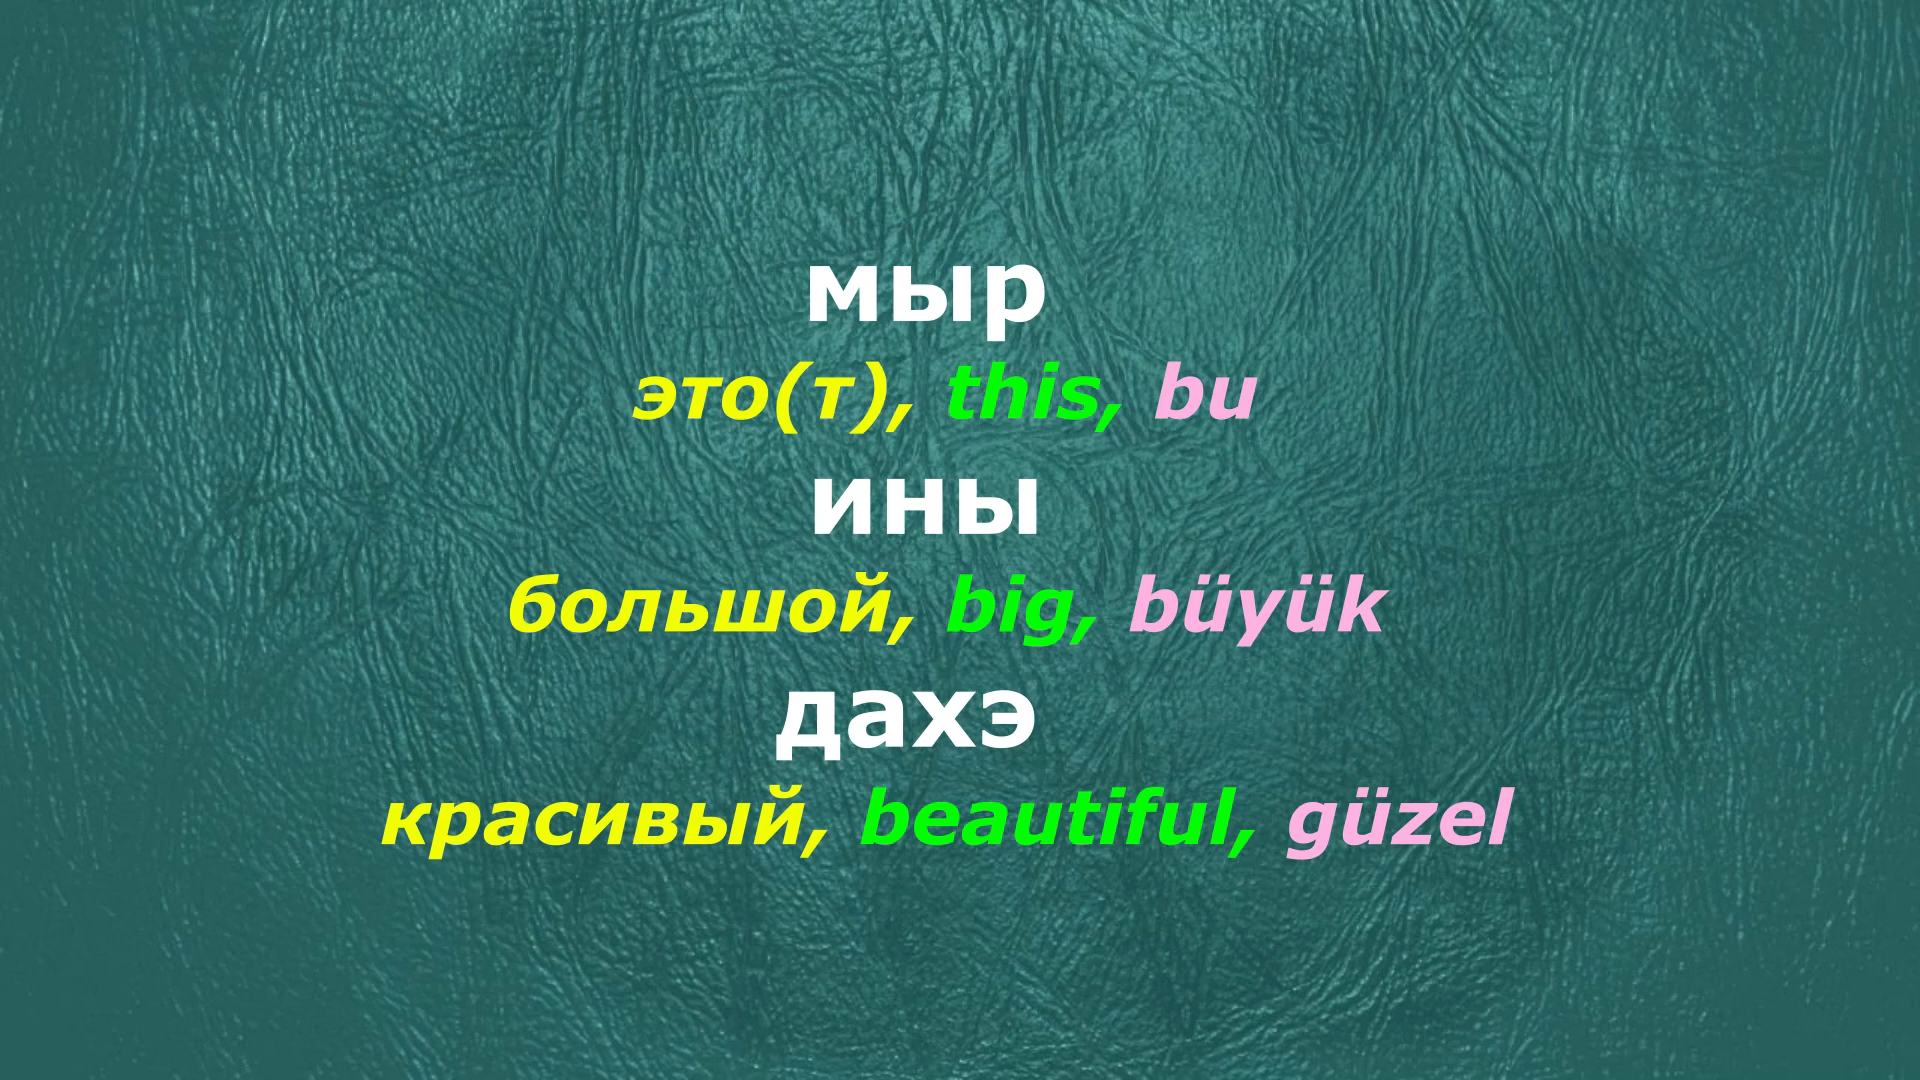 мыр
это(т), this, bu
ины
большой, big, büyük
дахэ
красивый, beautiful, güzel